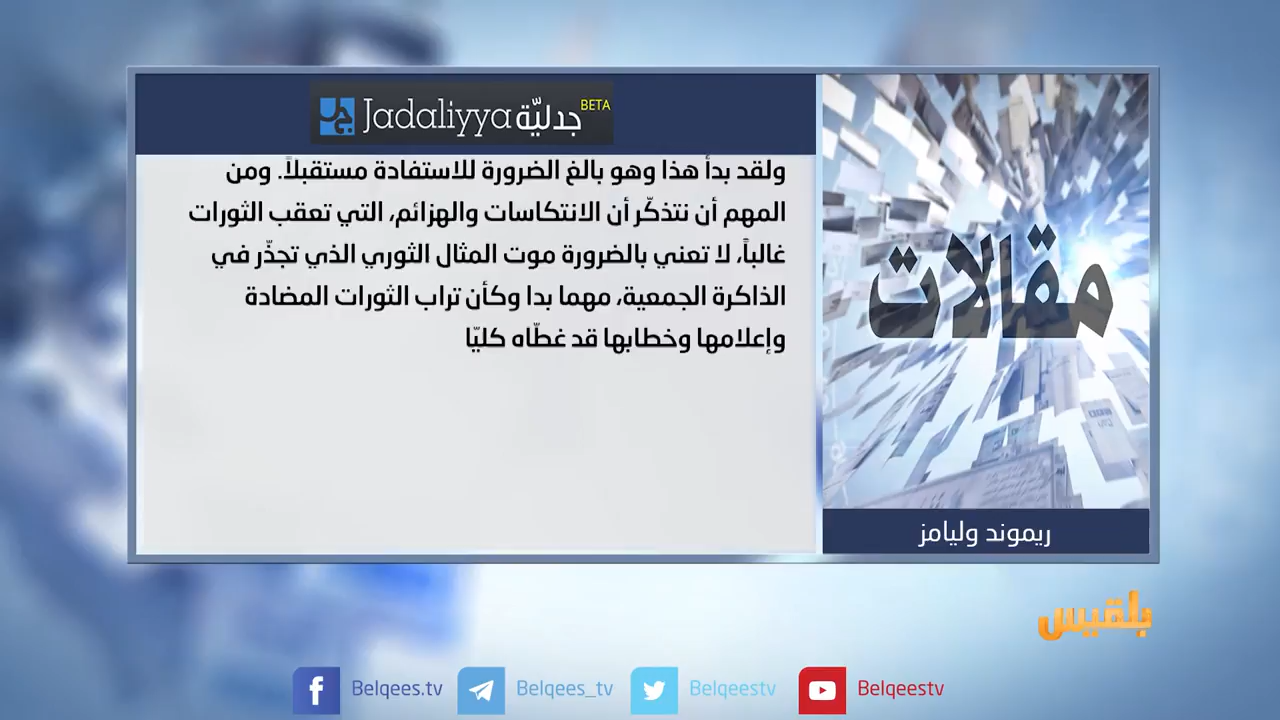 Jadaliyya جدليّة BETA
ولقد بدأ هذا وهو بالغ الضرورة للاستفادة مستقبلاً. ومن
المهم أن نتذكّر أن الانتكاسات والهزائم، التي تعقب الثورات
غالباً، لا تعني بالضرورة موت المثال الثوري الذي تجذّر في
الذاكرة الجمعية، مهما بدا وكأن تراب الثورات المضادة
وإعلامها وخطابها قد غطّاه كليّا
مقالات
ريموند وليامز
بلقيس
Belqees.tv
Belqees_tv
Belqeestv
Belqeestv